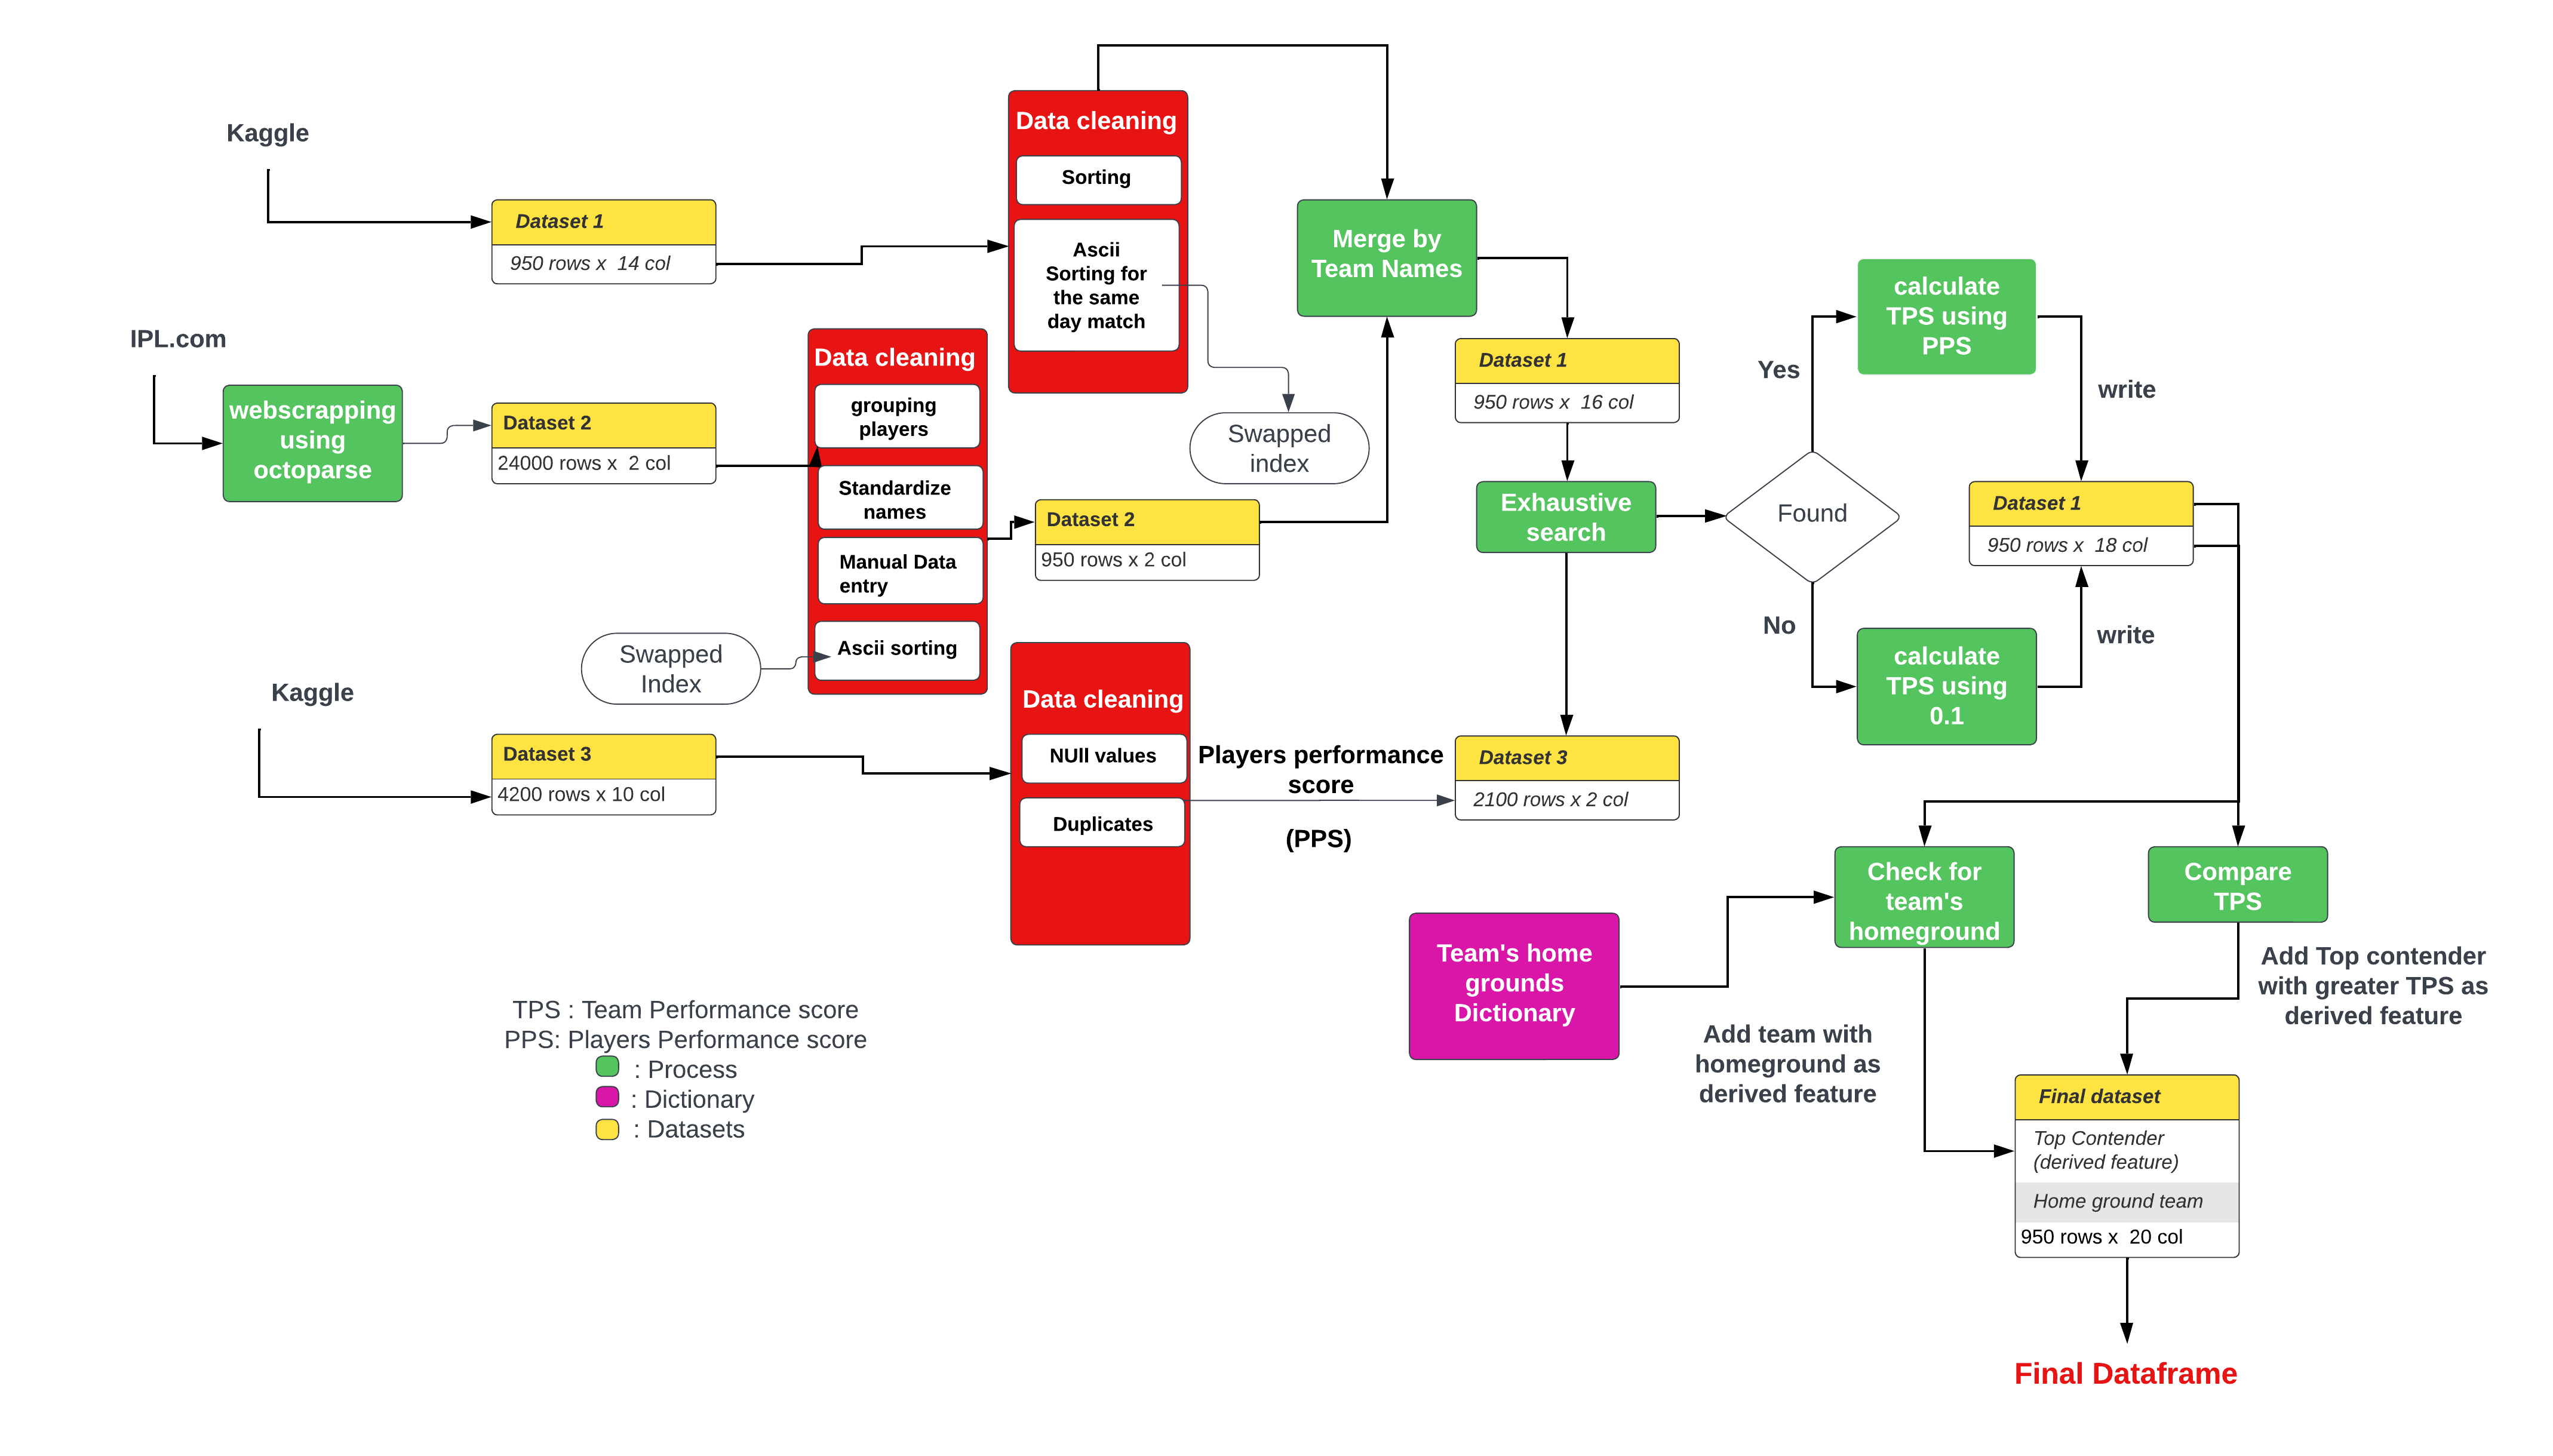 Kaggle
Dataset 1
950 rows x 14 col
Data cleaning
Sorting
Ascii
Sorting for
the same
day match
Swapped
index
IPL.com
webscrapping
using
octoparse
Dataset 2
24000 rows x 2 col
Data cleaning
grouping
players
Standardize
names
Manual Data
entry
Ascii sorting
Swapped
Index
Dataset 2
950 rows x 2 col
Kaggle
Dataset 3
4200 rows x 10 col
Data cleaning
NUll values
Duplicates
Players performance
score
(PPS)
Dataset 3
2100 rows x 2 col
Merge by
Team Names
Dataset 1
950 rows x 16 col
Exhaustive
search
Found
Yes
No
calculate
TPS using
PPS
calculate
TPS using
0.1
write
write
Dataset 1
950 rows x 18 col
Team's home
grounds
Dictionary
Check for
team's
homeground
Compare
TPS
Add team with
homeground as
derived feature
Add Top contender
with greater TPS as
derived feature
Final dataset
Top Contender
(derived feature)
Home ground team
950 rows x 20 col
Final Dataframe
TPS : Team Performance score
PPS: Players Performance score
: Process
: Dictionary
: Datasets